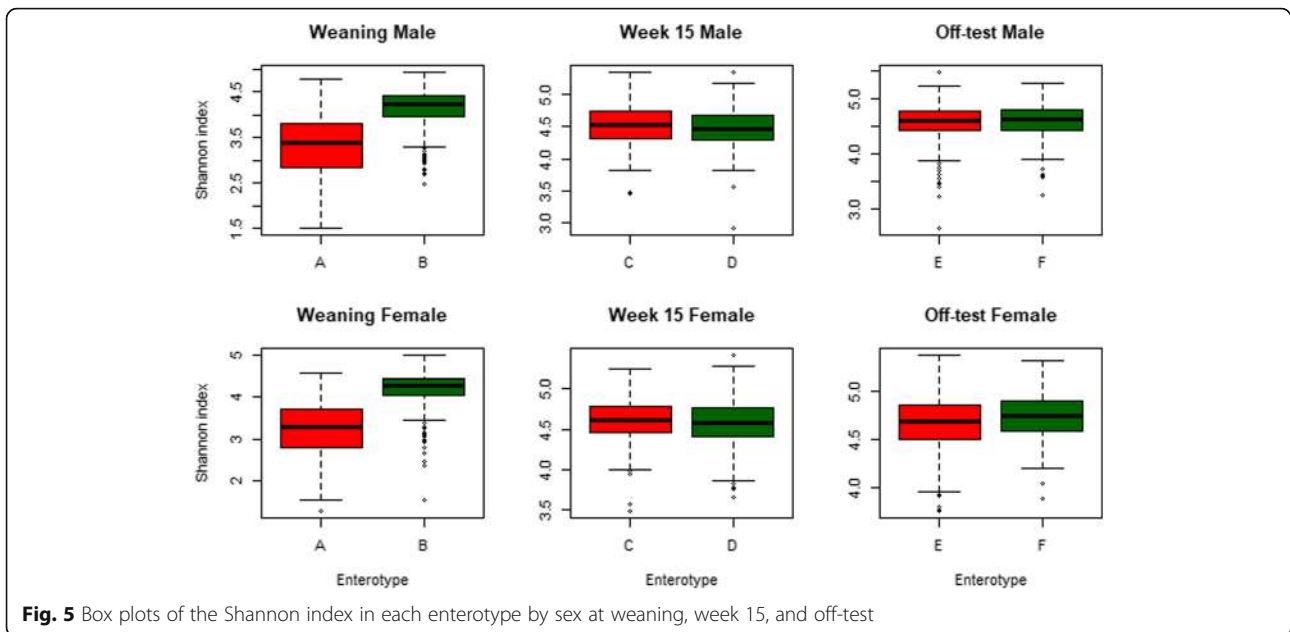 Weaning Male
Week 15 Male
Off-test Male
Shannon index
1.5 2.5 3.5 4.5
A B
3.0 3.5 4.0 4.5 5.0
C D
3.0 4.0 5.0
E F
Weaning Female
Week 15 Female
Off-test Female
Shannon index
2 3 4 5
A B
Enterotype
3.5 4.0 4.5 5.0
C D
Enterotype
4.0 4.5 5.0
E F
Enterotype
Fig. 5 Box plots of the Shannon index in each enterotype by sex at weaning, week 15, and off-test